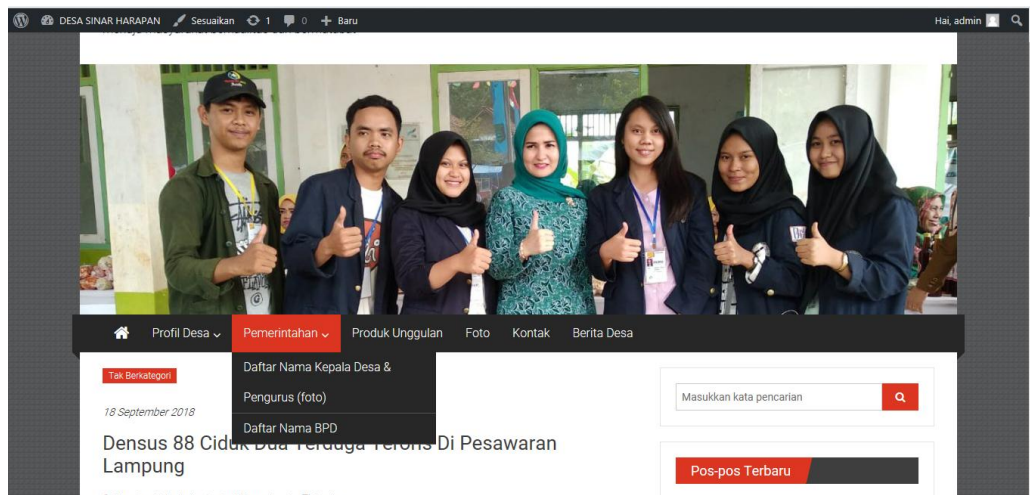 DESA SINAR HARAPAN Sesuaikan 1 0 + Baru Hai, admin
Profil Desa Pemerintahan Produk Unggulan Foto Kontak Berita Desa
Daftar Nama Kepala Desa &
Pengurus (foto)
Daftar Nama BPD
Tak Berkategori
18 September 2018
Densus 88 Ciduk Dua Terduga Teroris Di Pesawaran
Lampung
Masukkan kata pencarian
Pos-pos Terbaru